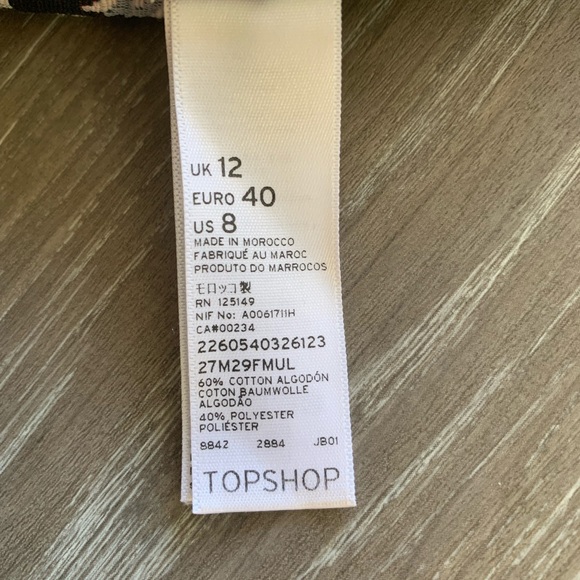 UK 12
EURO 40
US 8
MADE IN MOROCCO
FABRIQUÉ AU MAROC
PRODUTO DO MARROCOS
モロッコ製
RN 125149
NIF No: A0061711H
CA#00234
2260540326123
27M29FMUL
60% COTTON ALGODÓN
COTON BAUMWOLLE
ALGODÃO
40% POLYESTER
POLIÉSTER
8842 2884 JB01
TOPSHOP